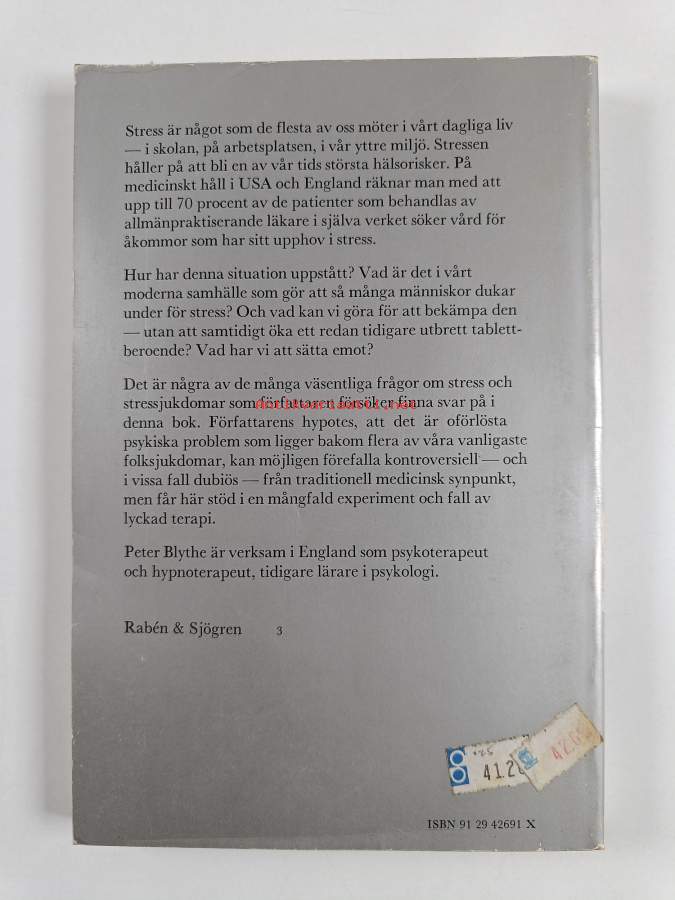 Stress är något som de flesta av oss möter i vårt dagliga liv
— i skolan, på arbetsplatsen, i vår yttre miljö. Stressen
håller på att bli en av vår tids största hälsorisker. På
medicinskt håll i USA och England räknar man med att
upp till 70 procent av de patienter som behandlas av
allmänpraktiserande läkare i själva verket söker vård för
åkommor som har sitt upphov i stress.
Hur har denna situation uppstått? Vad är det i vårt
moderna samhälle som gör att så många människor dukar
under för stress? Och vad kan vi göra för att bekämpa den
— utan att samtidigt öka ett redan tidigare utbrett tablett-
beroende? Vad har vi att sätta emot?
Det är några av de många väsentliga frågor om stress och
stressjukdomar som författaren försöker finna svar på i
denna bok. Författarens hypotes, att det är oförlösta
psykiska problem som ligger bakom flera av våra vanligaste
folksjukdomar, kan möjligen förefalla kontroversiell — och
i vissa fall dubiös — från traditionell medicinsk synpunkt,
men får här stöd i en mångfald experiment och fall av
lyckad terapi.
Peter Blythe är verksam i England som psykoterapeut
och hypnoterapeut, tidigare lärare i psykologi.
Rabén & Sjögren 3
ISBN 91 29 42691 X